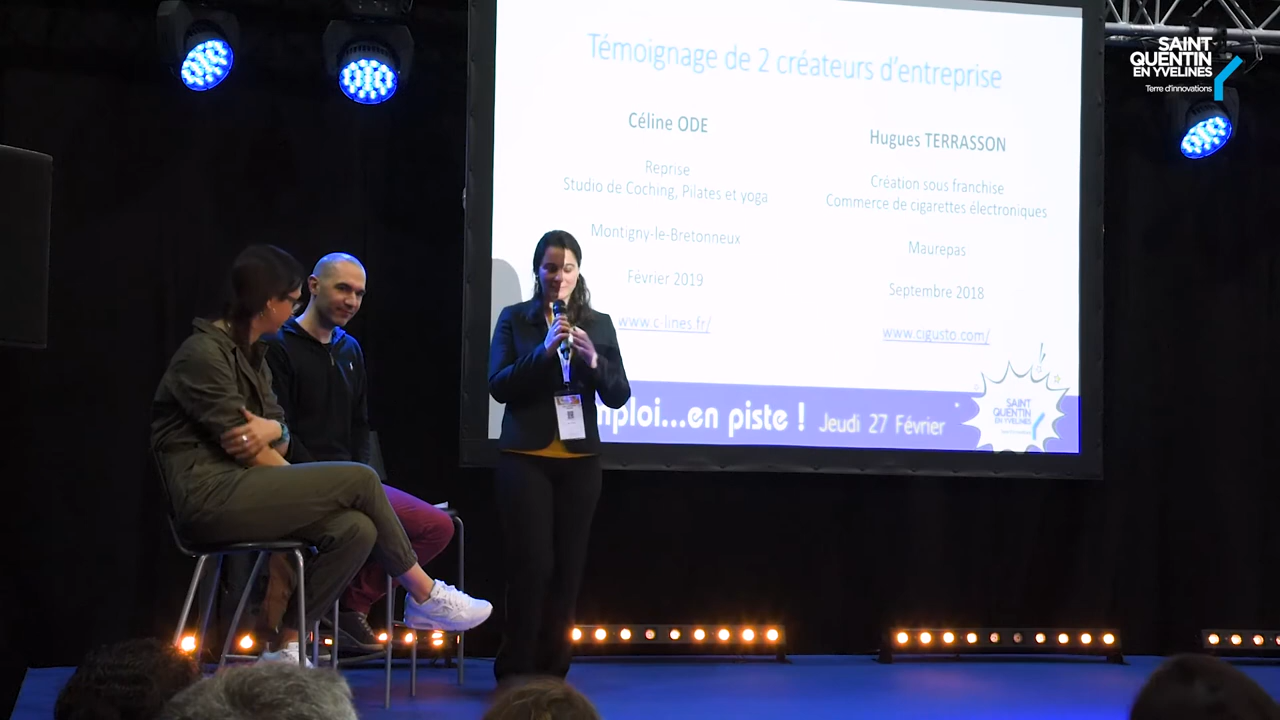 SAINT
QUENTIN
EN YVELINES
Terre d'innovations
Témoignage de 2 créateurs d'entreprise
Céline ODE
Reprise
Studio de Coching, Pilates et yoga
Montigny-le-Bretonneux
Février 2019
www.c-lines.fr/
Hugues TERRASSON
Création sous franchise
Commerce de cigarettes électroniques
Maurepas
Septembre 2018
www.cigusto.com/
mploi...en piste ! Jeudi 27 Février
SAINT
QUENTIN
EN YVELINES